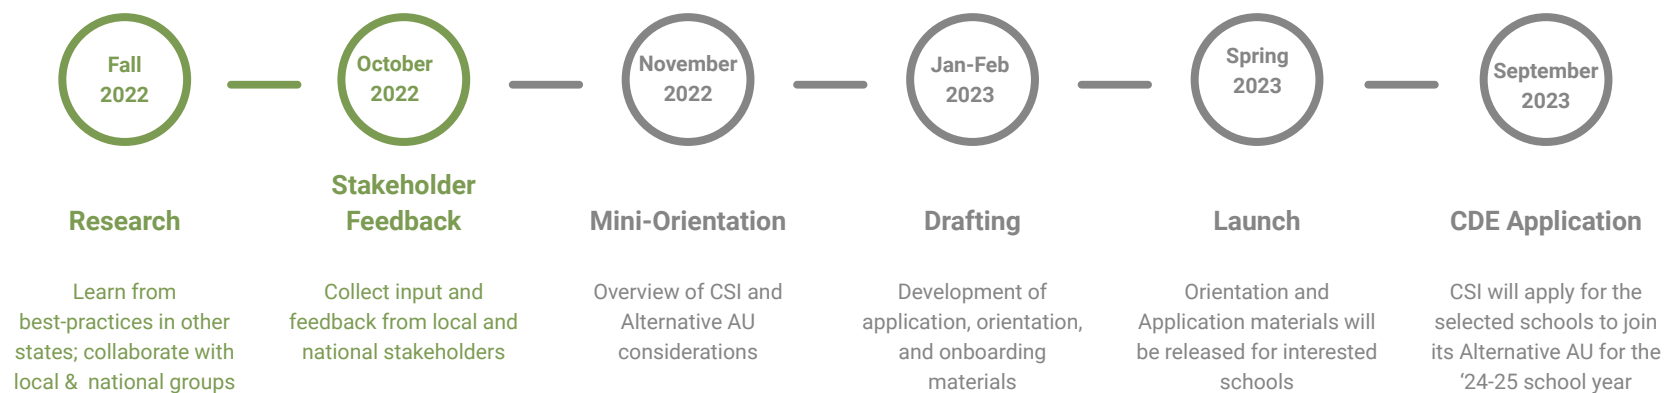 Fall
2022
Research
Learn from
best-practices in other
states; collaborate with
local &  national groups
October
2022
Stakeholder
Feedback
Collect input and
feedback from local and
national stakeholders
November
2022
Mini-Orientation
Overview of CSI and
Alternative AU
considerations
Jan-Feb
2023
Drafting
Development of
application, orientation,
and onboarding
materials
Spring
2023
Launch
Orientation and
Application materials will
be released for interested
schools
September
2023
CDE Application
CSI will apply for the
selected schools to join
its Alternative AU for the
‘24-25 school year